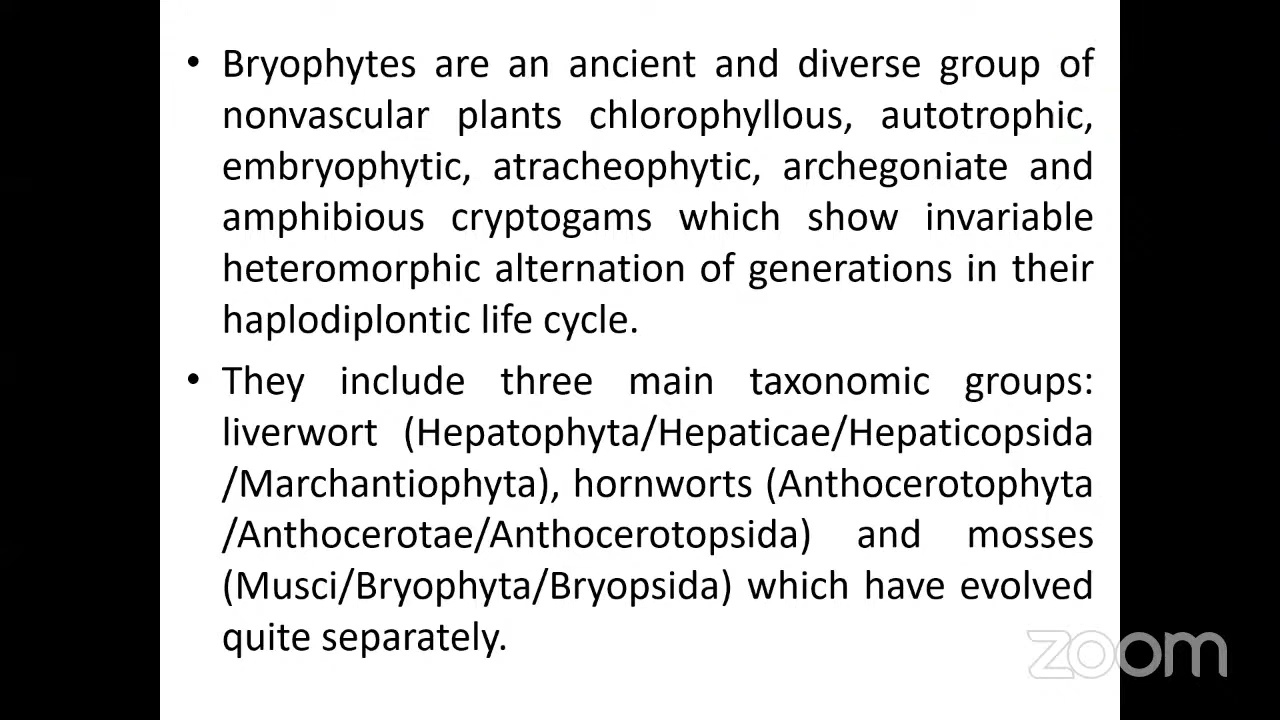 • Bryophytes are an ancient and diverse group of
nonvascular plants chlorophyllous, autotrophic,
embryophytic, atracheophytic, archegoniate and
amphibious cryptogams which show invariable
heteromorphic alternation of generations in their
haplodiplontic life cycle.
• They include three main taxonomic groups:
liverwort (Hepatophyta/Hepaticae/Hepaticopsida
/Marchantiophyta), hornworts (Anthocerotophyta
/Anthocerotae/Anthocerotopsida) and mosses
(Musci/Bryophyta/Bryopsida) which have evolved
quite separately.
zoom